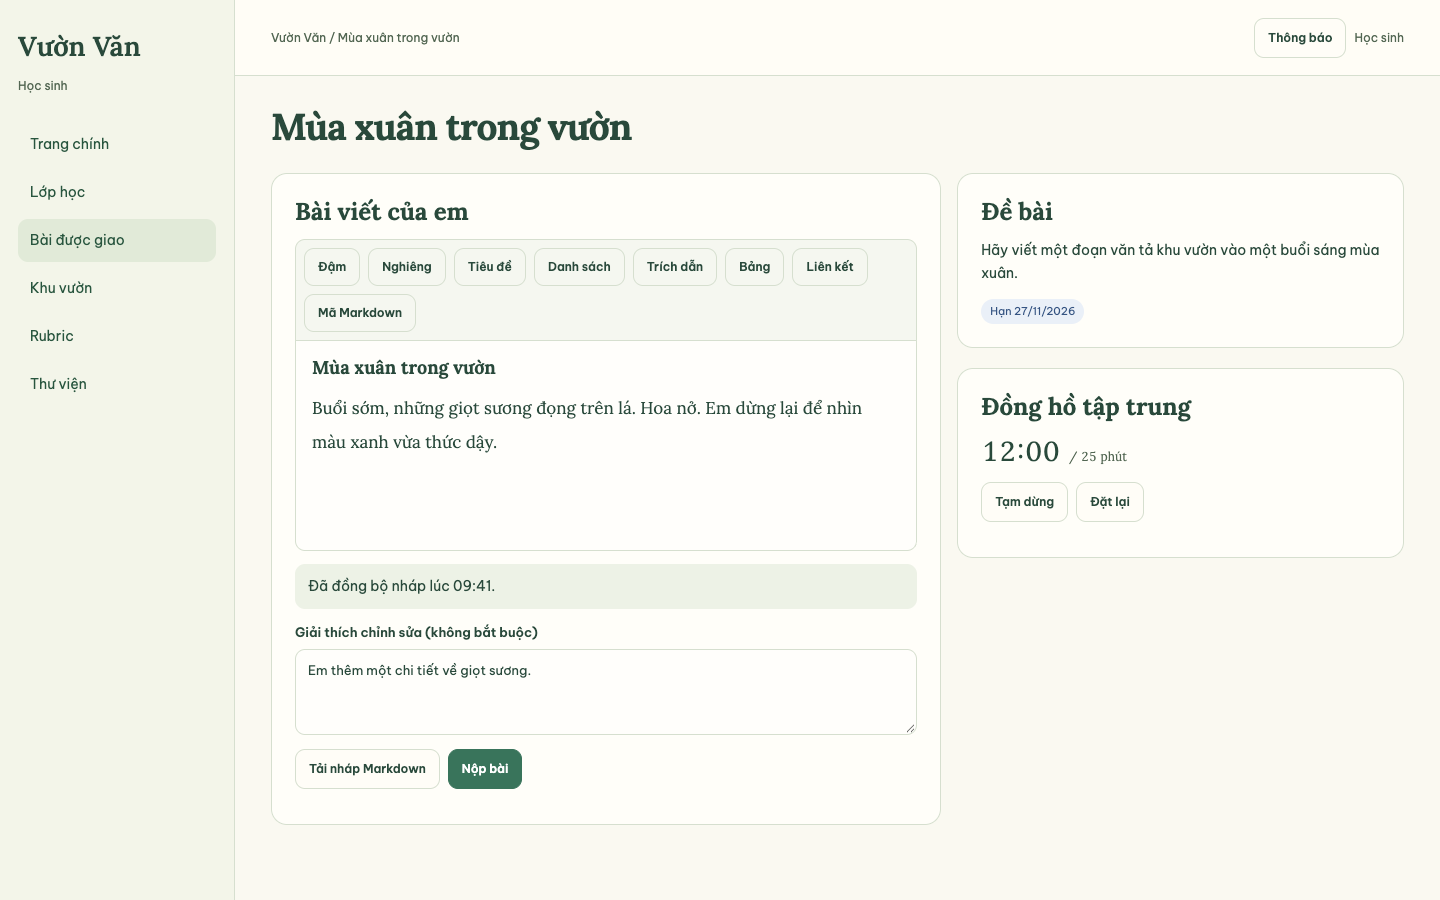 Vườn Văn
Học sinh
Trang chính
Lớp học
Bài được giao
Khu vườn
Rubric
Thư viện
Vườn Văn / Mùa xuân trong vườn
Thông báo
Học sinh
Mùa xuân trong vườn
Bài viết của em
Đậm
Nghiêng
Tiêu đề
Danh sách
Trích dẫn
Bảng
Liên kết
Mã Markdown
Mùa xuân trong vườn
Buổi sớm, những giọt sương đọng trên lá. Hoa nở. Em dừng lại để nhìn
màu xanh vừa thức dậy.
Đã đồng bộ nháp lúc 09:41.
Giải thích chỉnh sửa (không bắt buộc)
Em thêm một chi tiết về giọt sương.
Tải nháp Markdown
Nộp bài
Đề bài
Hãy viết một đoạn văn tả khu vườn vào một buổi sáng mùa
xuân.
Hạn 27/11/2026
Đồng hồ tập trung
12:00 / 25 phút
Tạm dừng
Đặt lại